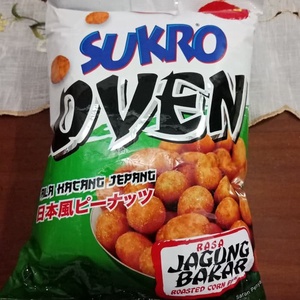 SUKRO
OVEN
ALA KACANG JEPANG
日本風ピーナッツ
RASA
JAGUNG
BAKAR
ROASTED CORN